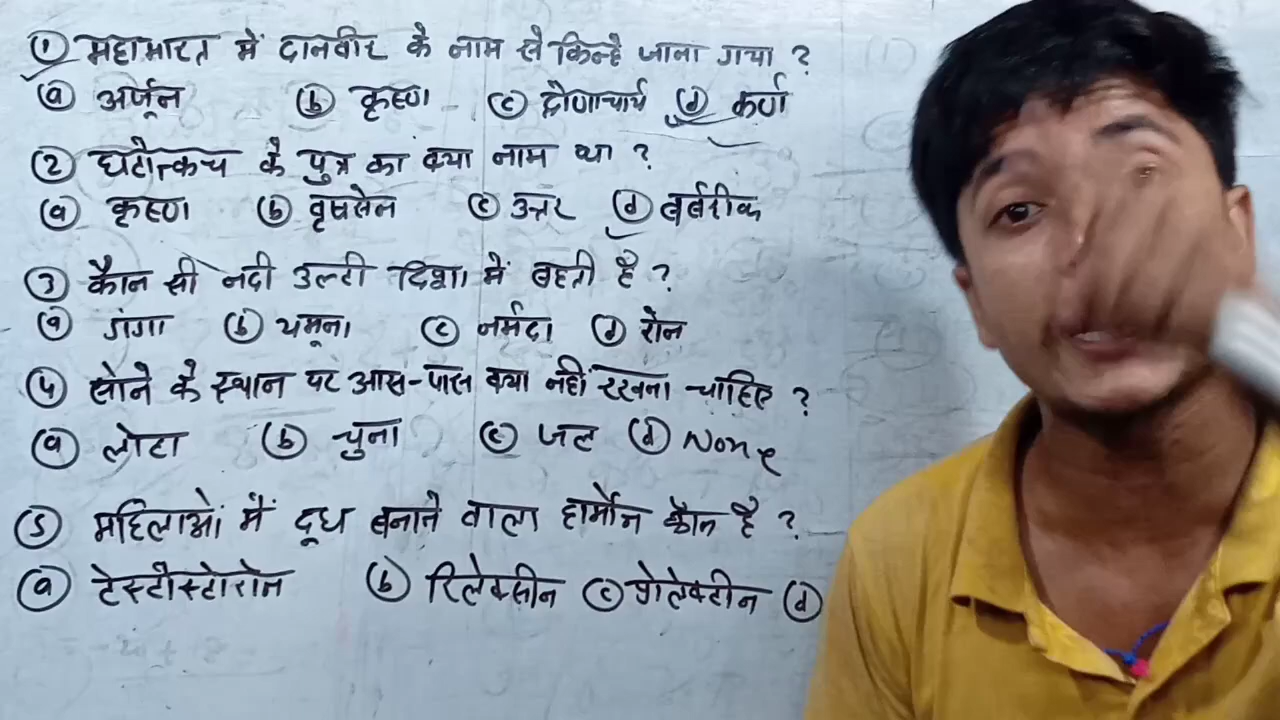 ① महाभारत में दानवीर के नाम से किन्हे जाना गया ?
ⓐ अर्जून ⓑ कृष्ण ⓒ द्रोणाचार्य ⓓ कर्ण
② घटोत्कच के पुत्र का क्या नाम था ?
ⓐ कृष्ण ⓑ वृषसेन ⓒ उत्तर ⓓ बर्बरीक
③ कौन सी नदी उल्टी दिशा में बहती है ?
ⓐ गंगा ⓑ यमूना ⓒ नर्मदा ⓓ सोन
④ सोने के स्थान पर आस-पास क्या नहीं रखना चाहिए ?
ⓐ लोटा ⓑ चुना ⓒ जल ⓓ None
⑤ महिलाओं में दूध बनाने वाला हार्मोन कौन है ?
ⓐ टेस्टोस्टोरॉन ⓑ रिलेक्सीन ⓒ प्रोलेक्टीन ⓓ